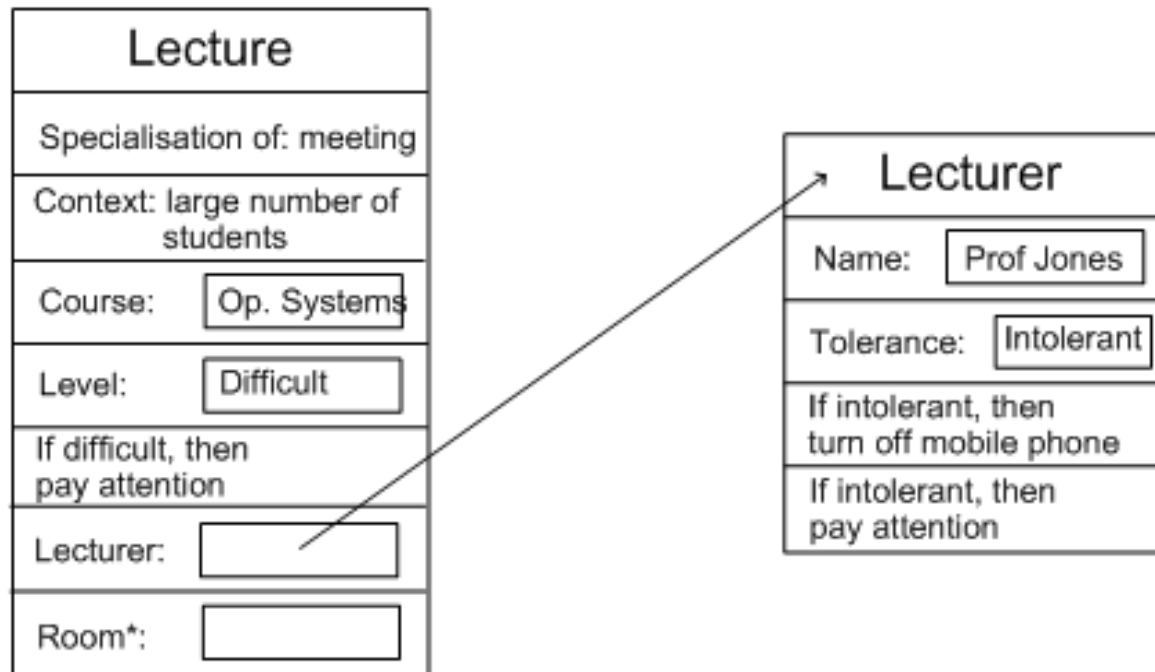 Lecture
Specialisation of: meeting
Context: large number of
students
Course: Op. Systems
Level: Difficult
If difficult, then
pay attention
Lecturer:
Room*:
Lecturer
Name: Prof Jones
Tolerance: Intolerant
If intolerant, then
turn off mobile phone
If intolerant, then
pay attention